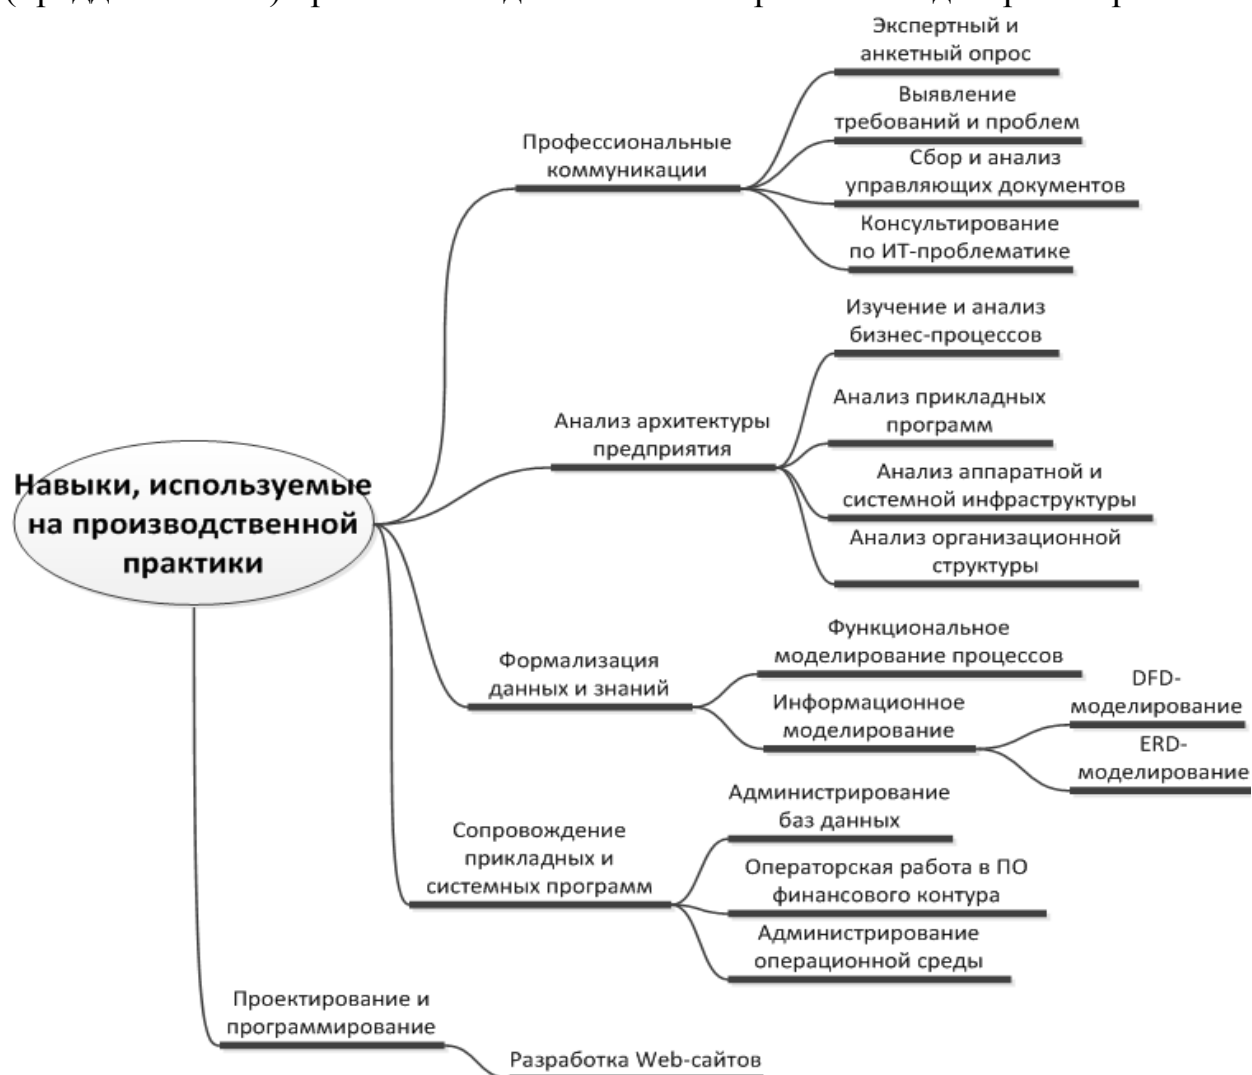 Экспертный и
анкетный опрос
Выявление
требований и проблем
Профессиональные
коммуникации
Сбор и анализ
управляющих документов
Консультирование
по ИТ-проблематике
Изучение и анализ
бизнес-процессов
Анализ прикладных
программ
Анализ архитектуры
предприятия
Анализ аппаратной и
системной инфраструктуры
Анализ организационной
структуры
Навыки, используемые
на производственной
практики
Функциональное
моделирование процессов
Формализация
данных и знаний
Информационное
моделирование
DFD-
моделирование
ERD-
моделирование
Администрирование
баз данных
Сопровождение
прикладных и
системных программ
Операторская работа в ПО
финансового контура
Администрирование
операционной среды
Проектирование и
программирование
Разработка Web-сайтов